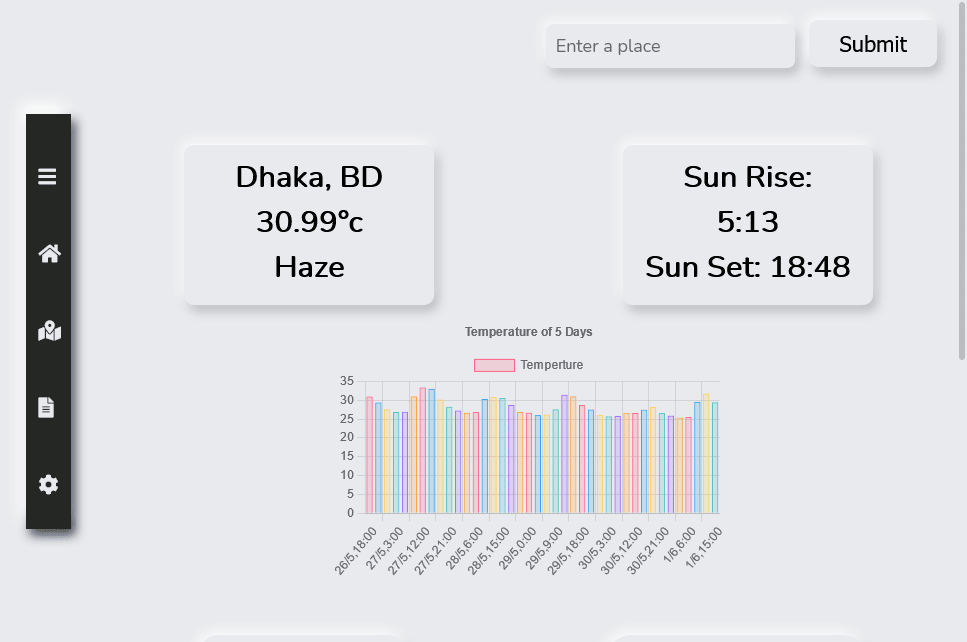 Enter a place
Submit
Dhaka, BD
30.99°c
Haze
Sun Rise:
5:13
Sun Set: 18:48
Temperature of 5 Days
Temperture
35
30
25
20
15
10
5
0
26/5,18:00
27/5,3:00
27/5,12:00
27/5,21:00
28/5,6:00
28/5,15:00
29/5,0:00
29/5,9:00
29/5,18:00
30/5,3:00
30/5,12:00
30/5,21:00
1/6,6:00
1/6,15:00